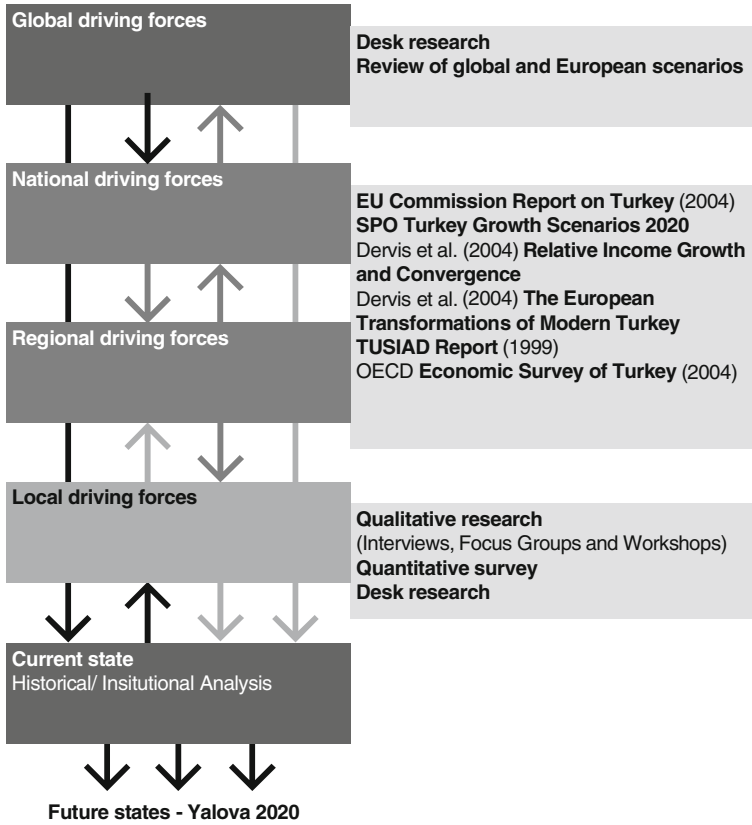 Global driving forces
Desk research
Review of global and European scenarios
National driving forces
EU Commission Report on Turkey (2004)
SPO Turkey Growth Scenarios 2020
Dervis et al. (2004) Relative Income Growth
and Convergence
Dervis et al. (2004) The European
Transformations of Modern Turkey
TUSIAD Report (1999)
OECD Economic Survey of Turkey (2004)
Regional driving forces
Local driving forces
Qualitative research
(Interviews, Focus Groups and Workshops)
Quantitative survey
Desk research
Current state
Historical/ Insitutional Analysis
Future states - Yalova 2020